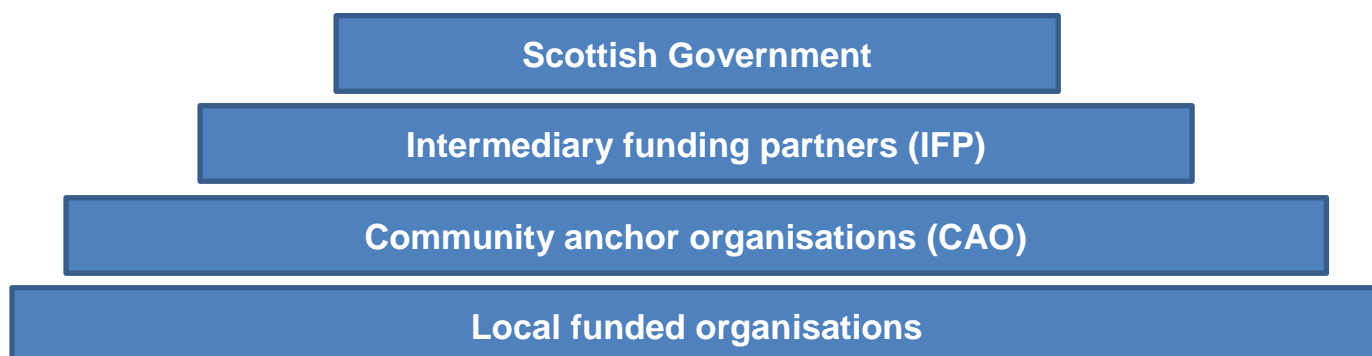 Scottish Government
Intermediary funding partners (IFP)
Community anchor organisations (CAO)
Local funded organisations